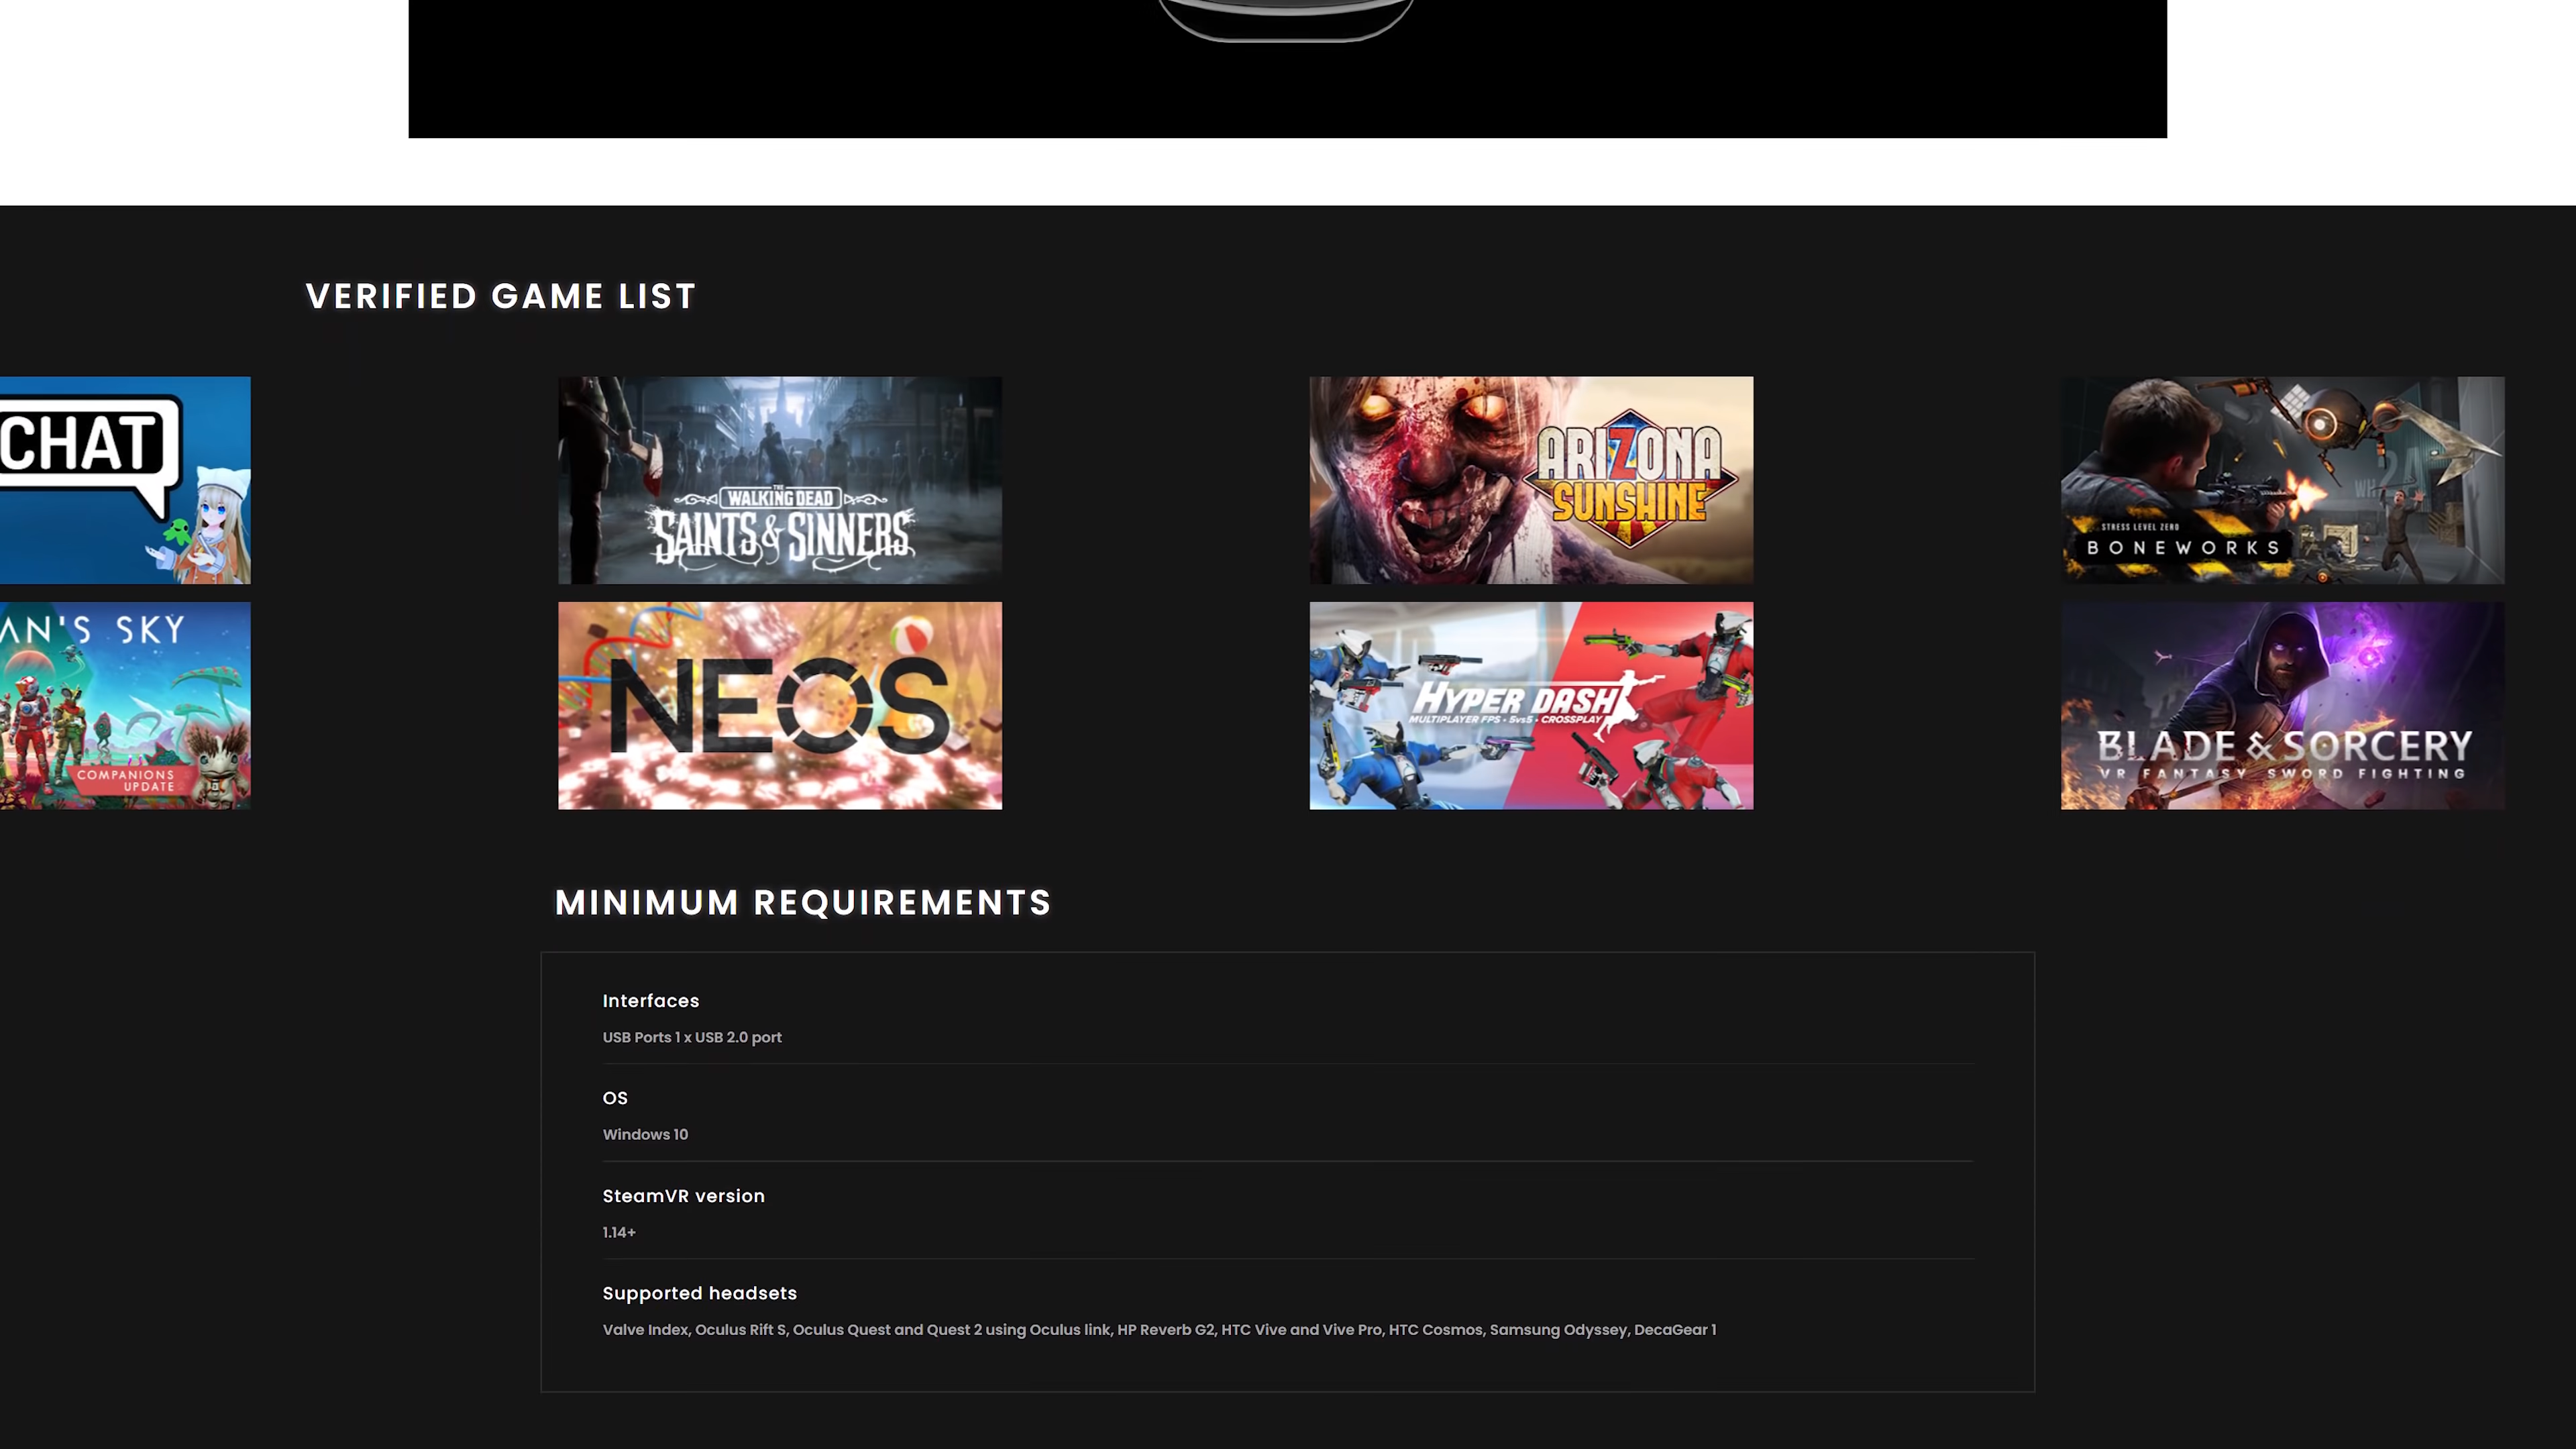 VERIFIED GAME LIST
CHAT
THE
WALKING DEAD
SAINTS & SINNERS
ARIZONA
SUNSHINE
STRESS LEVEL ZERO
BONEWORKS
AN'S SKY
COMPANIONS
UPDATE
NEOS
HYPER DASH
MULTIPLAYER FPS • 5vs5 • CROSSPLAY
BLADE & SORCERY
VR FANTASY SWORD FIGHTING
MINIMUM REQUIREMENTS
Interfaces
USB Ports 1 x USB 2.0 port
OS
Windows 10
SteamVR version
1.14+
Supported headsets
Valve Index, Oculus Rift S, Oculus Quest and Quest 2 using Oculus link, HP Reverb G2, HTC Vive and Vive Pro, HTC Cosmos, Samsung Odyssey, DecaGear 1